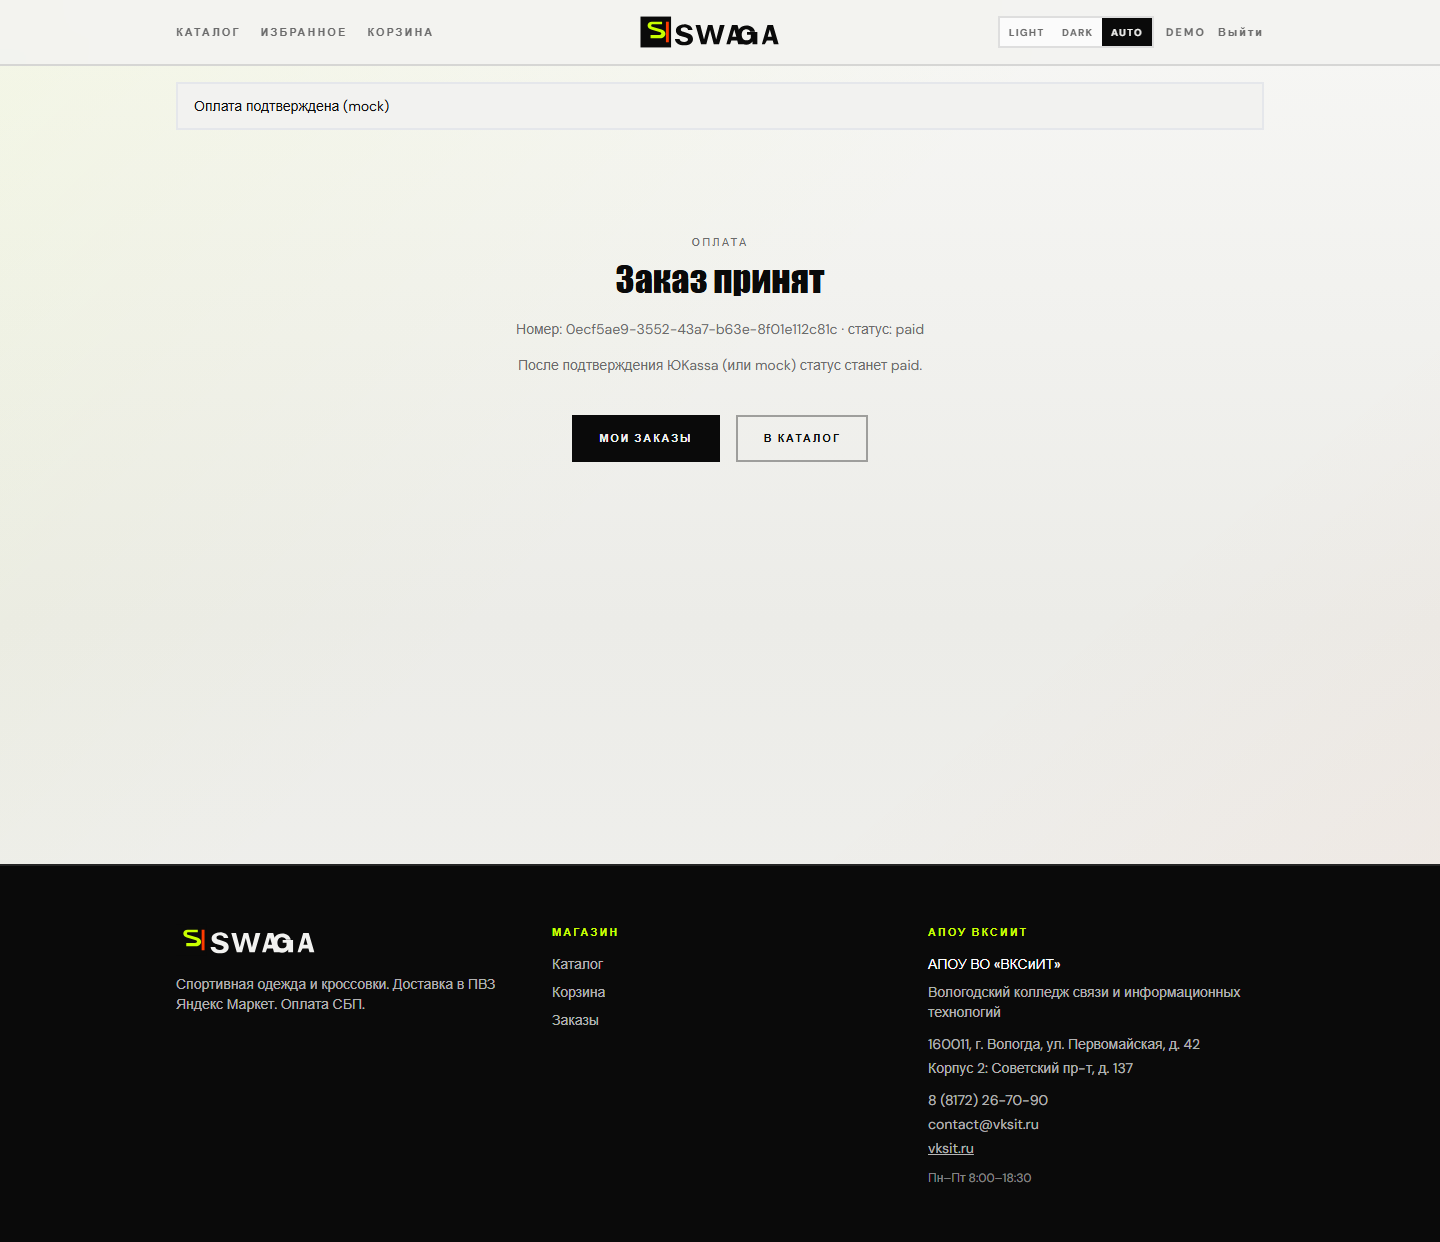 КАТАЛОГ ИЗБРАННОЕ КОРЗИНА
SWAGA
LIGHT DARK AUTO DEMO Выйти
Оплата подтверждена (mock)
ОПЛАТА
Заказ принят
Номер: 0ecf5ae9-3552-43a7-b63e-8f01e112c81c · статус: paid
После подтверждения ЮKassa (или mock) статус станет paid.
МОИ ЗАКАЗЫ
В КАТАЛОГ
SWAGA
Спортивная одежда и кроссовки. Доставка в ПВЗ
Яндекс Маркет. Оплата СБП.
МАГАЗИН
Каталог
Корзина
Заказы
АПОУ ВКСИИТ
АПОУ ВО «ВКСиИТ»
Вологодский колледж связи и информационных
технологий
160011, г. Вологда, ул. Первомайская, д. 42
Корпус 2: Советский пр-т, д. 137
8 (8172) 26-70-90
contact@vksit.ru
vksit.ru
Пн–Пт 8:00–18:30